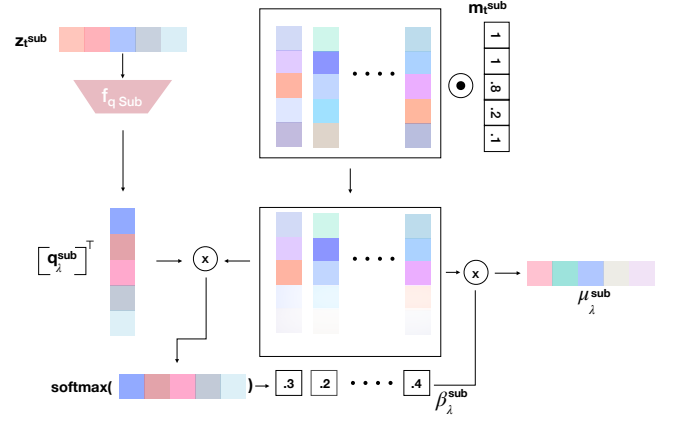 m_t^sub
z_t^sub
1
1
.8
.2
.1
f_q Sub
[q_λ^sub]^⊤
x
x
μ_λ^sub
softmax( )
.3 .2 .4
β_λ^sub